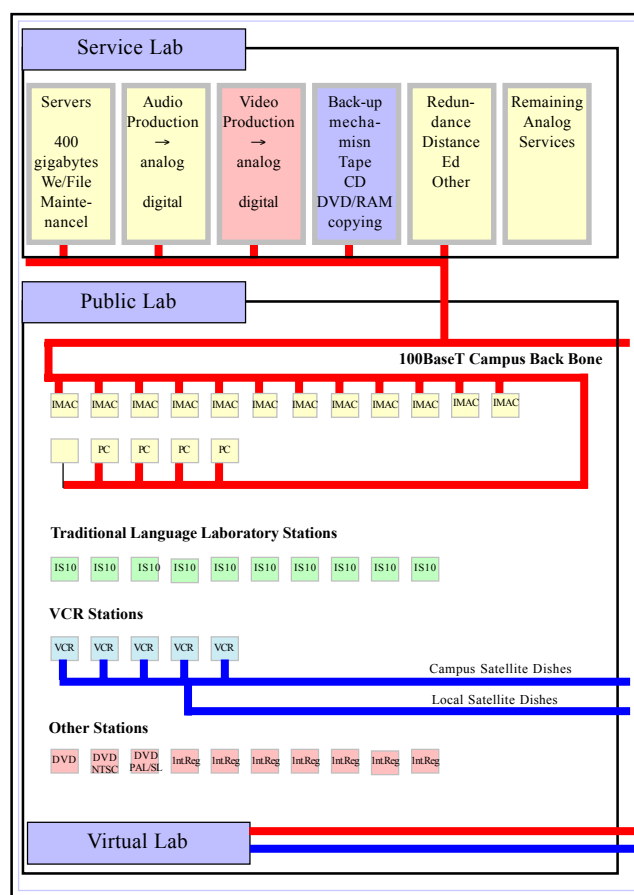 Service Lab
Servers
400
gigabytes
We/File
Mainte-
nancel
Audio
Production
→
analog
digital
Video
Production
→
analog
digital
Back-up
mecha-
misn
Tape
CD
DVD/RAM
copying
Redun-
dance
Distance
Ed
Other
Remaining
Analog
Services
Public Lab
100BaseT Campus Back Bone
IMAC IMAC IMAC IMAC IMAC IMAC IMAC IMAC IMAC IMAC IMAC IMAC
PC PC PC PC
Traditional Language Laboratory Stations
IS10 IS10 IS10 IS10 IS10 IS10 IS10 IS10 IS10 IS10
VCR Stations
VCR VCR VCR VCR VCR
Campus Satellite Dishes
Local Satellite Dishes
Other Stations
DVD
DVD
NTSC
DVD
PAL/SL
Int.Reg Int.Reg Int.Reg Int.Reg Int.Reg Int.Reg Int.Reg
Virtual Lab